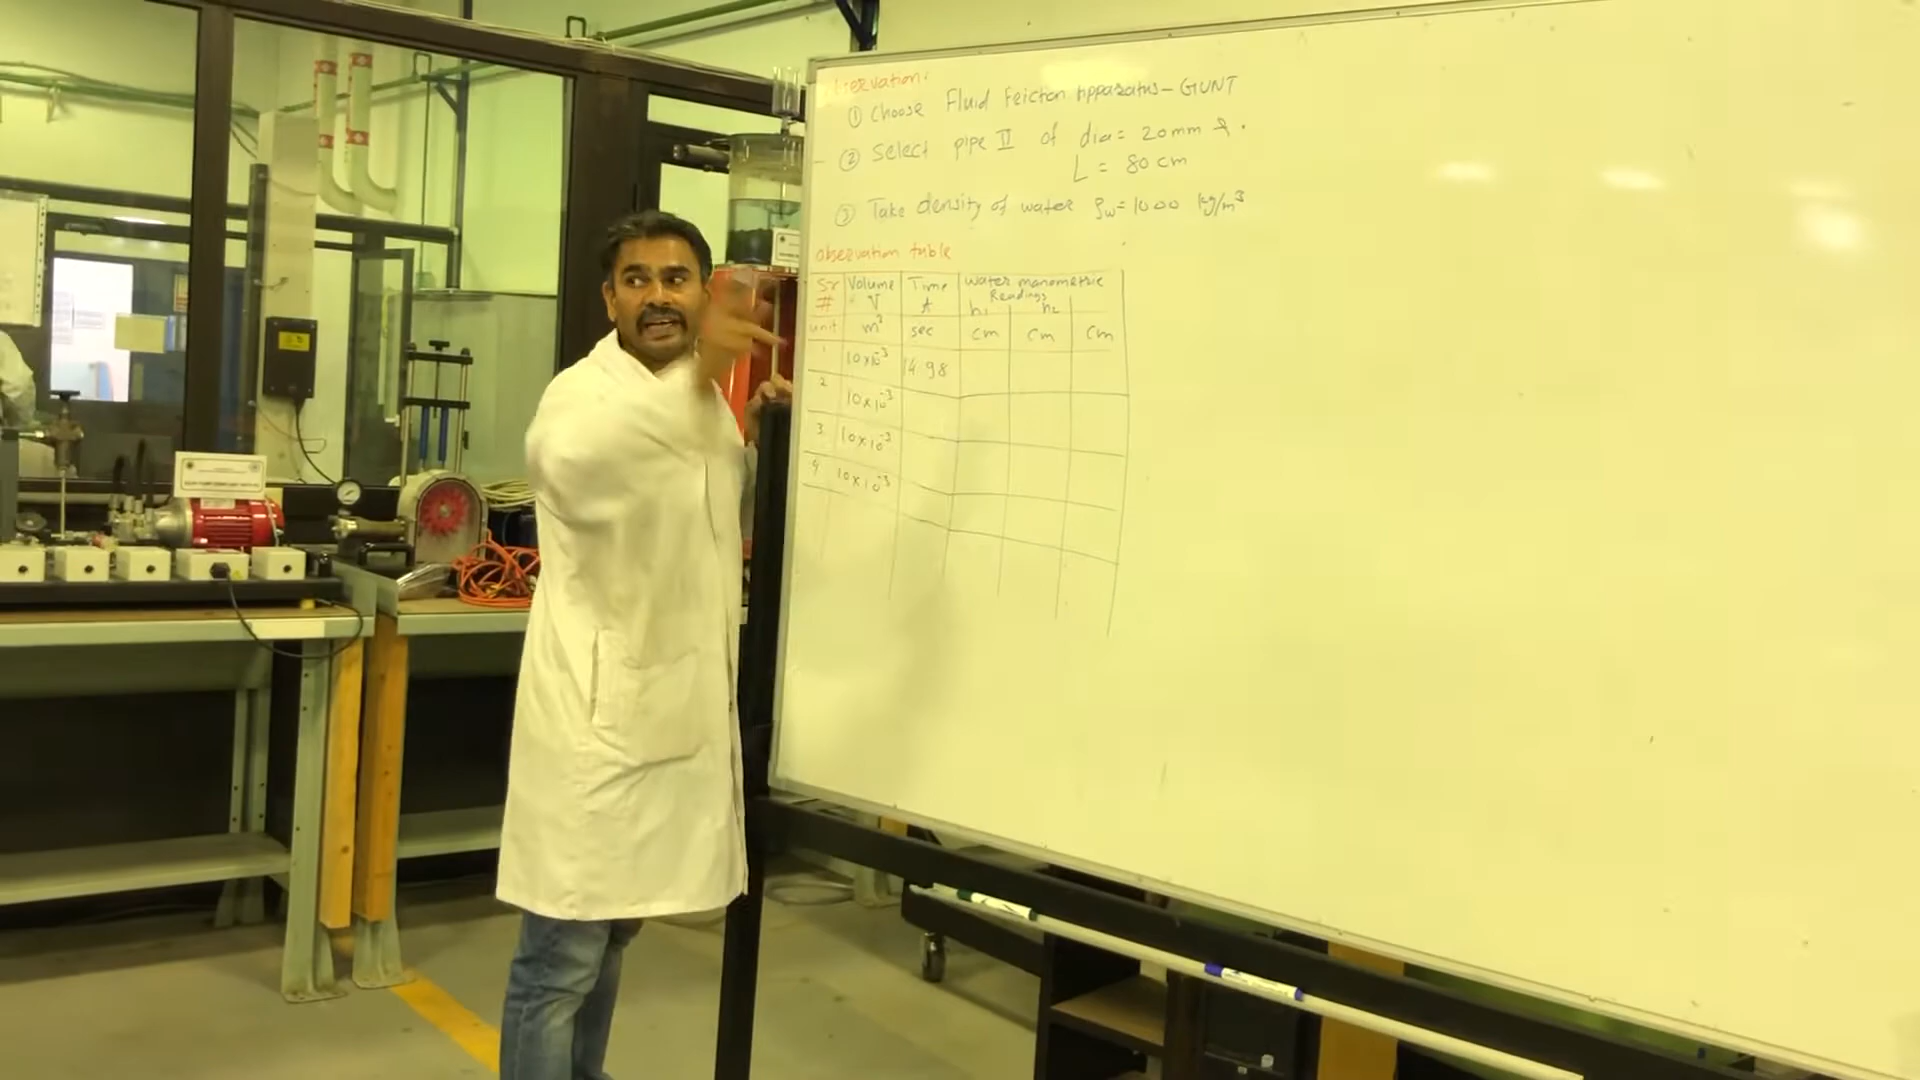 ervation:
① Choose Fluid Friction Apparatus - GUNT
② Select pipe II of dia = 20mm & .
L = 80 cm
③ Take density of water ρw = 1000 kg/m³
observation table
Sr # Volume V Time t Water manometric Readings
h₁ h₂
unit m² sec cm cm cm
1 10×10⁻³ 14.98
2 10×10⁻³
3 10×10⁻³
4 10×10⁻³